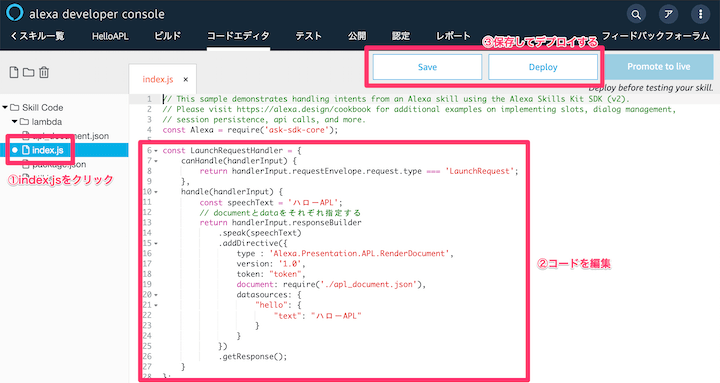 alexa developer console
ア
スキル一覧 HelloAPL ビルド コードエディタ テスト 公開 認定 レポート フィードバックフォーラム
③保存してデプロイする
Save Deploy Promote to live
Deploy before testing your skill.
index.js ×
Skill Code
lambda
api_document.json
index.js
package.json
①index.jsをクリック
1 // This sample demonstrates handling intents from an Alexa skill using the Alexa Skills Kit SDK (v2).
2 // Please visit https://alexa.design/cookbook for additional examples on implementing slots, dialog management,
3 // session persistence, api calls, and more.
4 const Alexa = require('ask-sdk-core');
5
6 const LaunchRequestHandler = {
7 canHandle(handlerInput) {
8 return handlerInput.requestEnvelope.request.type === 'LaunchRequest';
9 },
10 handle(handlerInput) {
11 const speechText = 'ハローAPL';
12 // documentとdataをそれぞれ指定する
13 return handlerInput.responseBuilder
14 .speak(speechText)
15 .addDirective({
16 type : 'Alexa.Presentation.APL.RenderDocument',
17 version: '1.0',
18 token: "token",
19 document: require('./apl_document.json'),
20 datasources: {
21 "hello": {
22 "text": "ハローAPL"
23 }
24 }
25 })
26 .getResponse();
27 }
28 };
②コードを編集